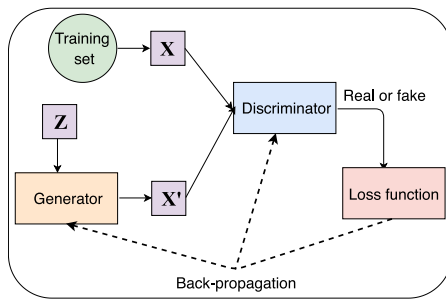 Training
set
X
Z
Discriminator
Real or fake
Generator
X'
Loss function
Back-propagation